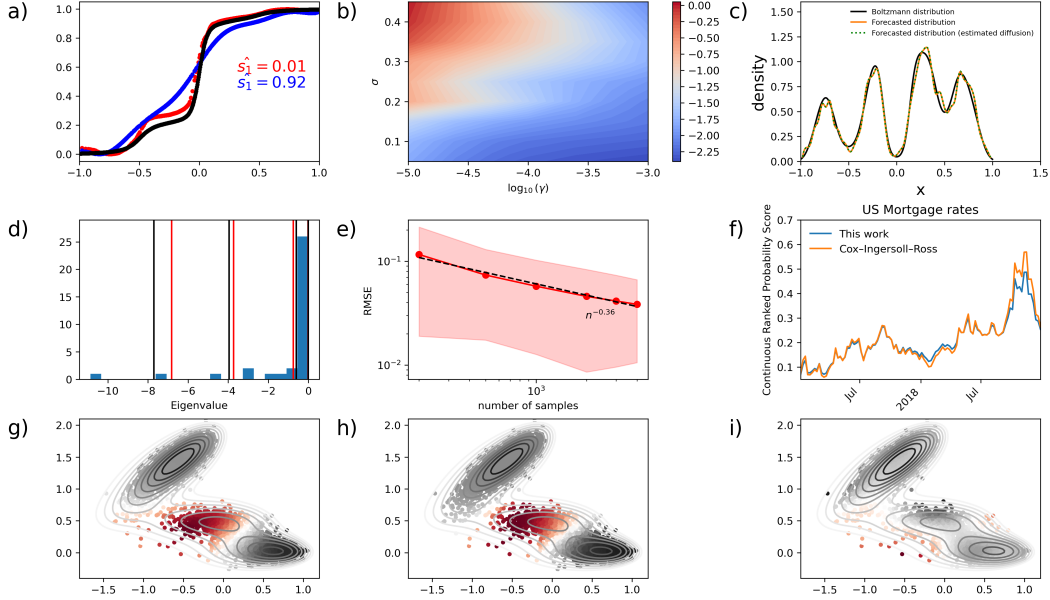 a)
1.0
0.8
0.6
0.4
0.2
0.0
ŝ₁ = 0.01
ŝ₁ = 0.92
−1.0 −0.5 0.0 0.5 1.0
b)
σ
0.4
0.3
0.2
0.1
−5.0 −4.5 −4.0 −3.5 −3.0
log₁₀(γ)
0.00
−0.25
−0.50
−0.75
−1.00
−1.25
−1.50
−1.75
−2.00
−2.25
c)
density
1.50
1.25
1.00
0.75
0.50
0.25
0.00
Boltzmann distribution
Forecasted distribution
Forecasted distribution (estimated diffusion)
−1.0 −0.5 0.0 0.5 1.0 1.5
x
d)
25
20
15
10
5
0
−10 −8 −6 −4 −2 0
Eigenvalue
e)
RMSE
10⁻¹
10⁻²
n^−0.36
10³
number of samples
f)
US Mortgage rates
Continuous Ranked Probability Score
0.7
0.6
0.5
0.4
0.3
0.2
0.1
This work
Cox–Ingersoll–Ross
Jul 2018 Jul
g)
2.0
1.5
1.0
0.5
0.0
−1.5 −1.0 −0.5 0.0 0.5 1.0
h)
2.0
1.5
1.0
0.5
0.0
−1.5 −1.0 −0.5 0.0 0.5 1.0
i)
2.0
1.5
1.0
0.5
0.0
−1.5 −1.0 −0.5 0.0 0.5 1.0